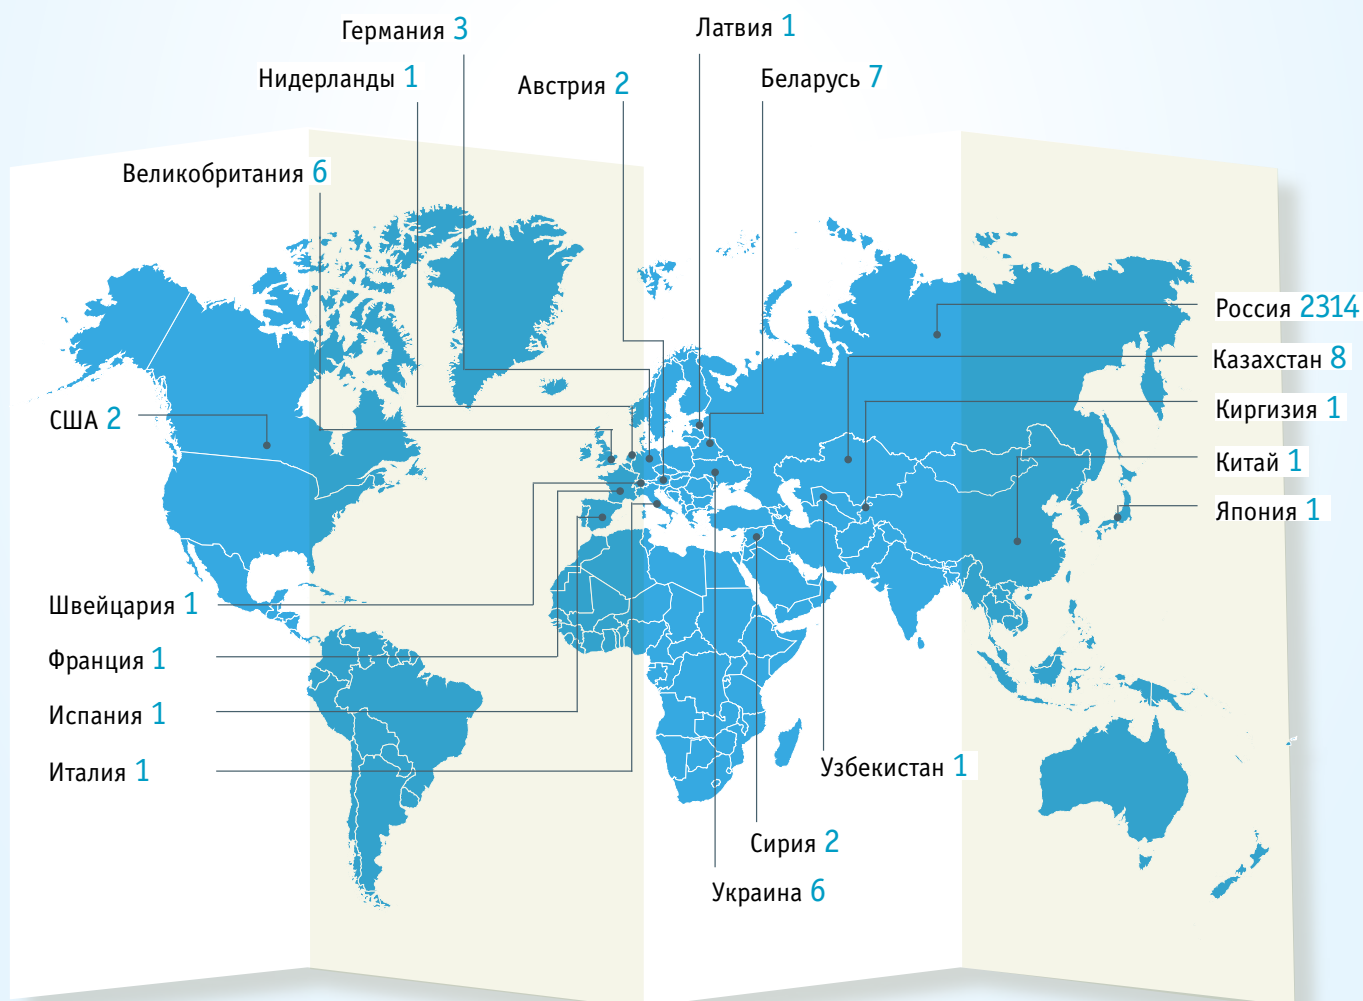 Германия 3
Латвия 1
Нидерланды 1
Австрия 2
Беларусь 7
Великобритания 6
Россия 2314
Казахстан 8
США 2
Киргизия 1
Китай 1
Япония 1
Швейцария 1
Франция 1
Испания 1
Италия 1
Узбекистан 1
Сирия 2
Украина 6